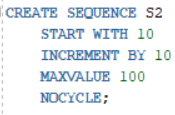 CREATE SEQUENCE S2
START WITH 10
INCREMENT BY 10
MAXVALUE 100
NOCYCLE;